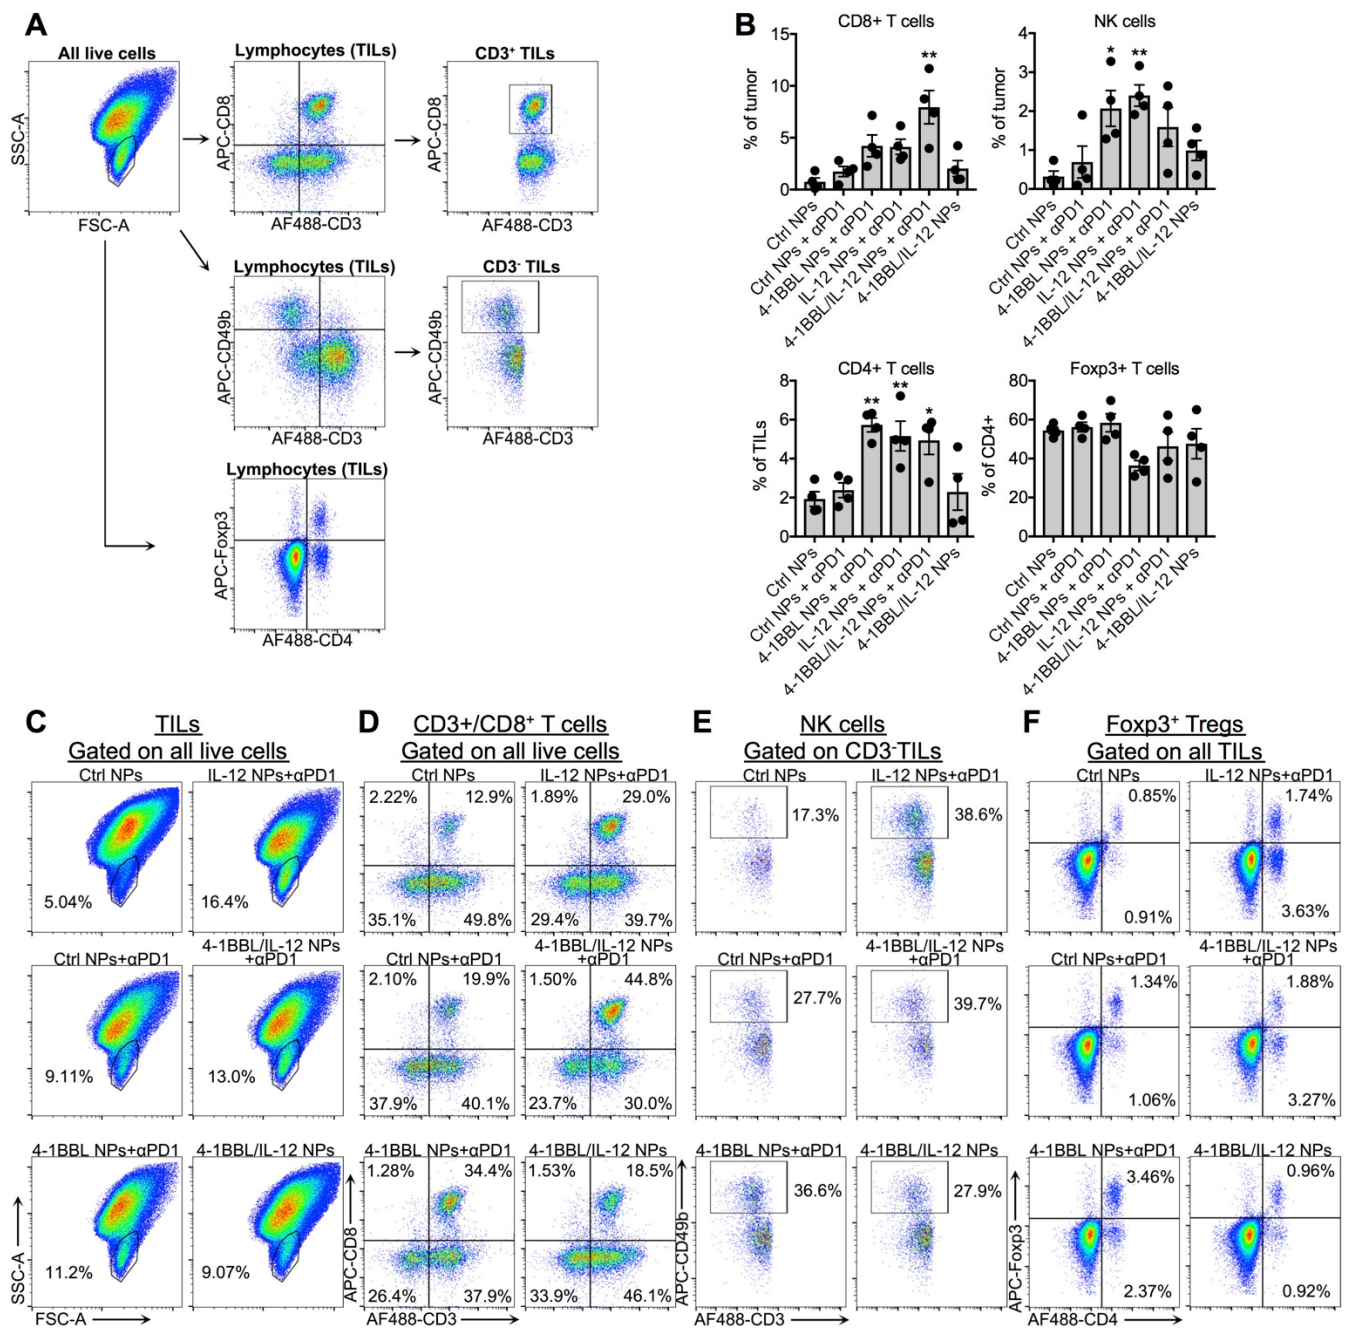 A
All live cells
SSC-A
FSC-A
Lymphocytes (TILs)
APC-CD8
AF488-CD3
CD3+ TILs
APC-CD8
AF488-CD3
Lymphocytes (TILs)
APC-CD49b
AF488-CD3
CD3- TILs
APC-CD49b
AF488-CD3
Lymphocytes (TILs)
APC-Foxp3
AF488-CD4
B
CD8+ T cells
% of tumor
15
10
5
0
**
Ctrl NPs
Ctrl NPs + αPD1
4-1BBL NPs + αPD1
IL-12 NPs + αPD1
4-1BBL/IL-12 NPs + αPD1
4-1BBL/IL-12 NPs
NK cells
% of tumor
4
3
2
1
0
*
**
Ctrl NPs
Ctrl NPs + αPD1
4-1BBL NPs + αPD1
IL-12 NPs + αPD1
4-1BBL/IL-12 NPs + αPD1
4-1BBL/IL-12 NPs
CD4+ T cells
% of TILs
8
6
4
2
0
**
**
*
Ctrl NPs
Ctrl NPs + αPD1
4-1BBL NPs + αPD1
IL-12 NPs + αPD1
4-1BBL/IL-12 NPs + αPD1
4-1BBL/IL-12 NPs
Foxp3+ T cells
% of CD4+
80
60
40
20
0
Ctrl NPs
Ctrl NPs + αPD1
4-1BBL NPs + αPD1
IL-12 NPs + αPD1
4-1BBL/IL-12 NPs + αPD1
4-1BBL/IL-12 NPs
C
TILs
Gated on all live cells
Ctrl NPs
5.04%
IL-12 NPs+αPD1
16.4%
Ctrl NPs+αPD1
9.11%
4-1BBL/IL-12 NPs
+αPD1
13.0%
4-1BBL NPs+αPD1
11.2%
4-1BBL/IL-12 NPs
9.07%
SSC-A
FSC-A
D
CD3+/CD8+ T cells
Gated on all live cells
Ctrl NPs
2.22% 12.9%
35.1% 49.8%
IL-12 NPs+αPD1
1.89% 29.0%
29.4% 39.7%
Ctrl NPs+αPD1
2.10% 19.9%
37.9% 40.1%
4-1BBL/IL-12 NPs
+αPD1
1.50% 44.8%
23.7% 30.0%
4-1BBL NPs+αPD1
1.28% 34.4%
26.4% 37.9%
4-1BBL/IL-12 NPs
1.53% 18.5%
33.9% 46.1%
APC-CD8
AF488-CD3
E
NK cells
Gated on CD3-TILs
Ctrl NPs
17.3%
IL-12 NPs+αPD1
38.6%
Ctrl NPs+αPD1
27.7%
4-1BBL/IL-12 NPs
+αPD1
39.7%
4-1BBL NPs+αPD1
36.6%
4-1BBL/IL-12 NPs
27.9%
APC-CD49b
AF488-CD3
F
Foxp3+ Tregs
Gated on all TILs
Ctrl NPs
0.85%
0.91%
IL-12 NPs+αPD1
1.74%
3.63%
Ctrl NPs+αPD1
1.34%
1.06%
4-1BBL/IL-12 NPs
+αPD1
1.88%
3.27%
4-1BBL NPs+αPD1
3.46%
2.37%
4-1BBL/IL-12 NPs
0.96%
0.92%
APC-Foxp3
AF488-CD4